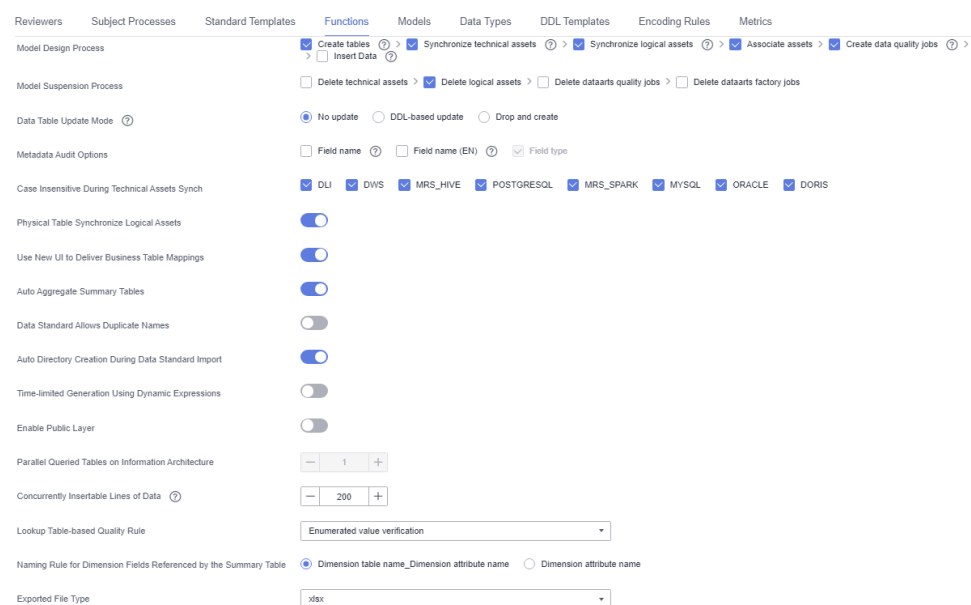 Reviewers Subject Processes Standard Templates Functions Models Data Types DDL Templates Encoding Rules Metrics
Model Design Process Create tables ? > Synchronize technical assets ? > Synchronize logical assets ? > Associate assets > Create data quality jobs ? >
> Insert Data ?
Model Suspension Process Delete technical assets > Delete logical assets > Delete dataarts quality jobs > Delete dataarts factory jobs
Data Table Update Mode ? No update DDL-based update Drop and create
Metadata Audit Options Field name ? Field name (EN) ? Field type
Case Insensitive During Technical Assets Synch DLI DWS MRS_HIVE POSTGRESQL MRS_SPARK MYSQL ORACLE DORIS
Physical Table Synchronize Logical Assets
Use New UI to Deliver Business Table Mappings
Auto Aggregate Summary Tables
Data Standard Allows Duplicate Names
Auto Directory Creation During Data Standard Import
Time-limited Generation Using Dynamic Expressions
Enable Public Layer
Parallel Queried Tables on Information Architecture — 1 +
Concurrently Insertable Lines of Data ? — 200 +
Lookup Table-based Quality Rule Enumerated value verification
Naming Rule for Dimension Fields Referenced by the Summary Table Dimension table name_Dimension attribute name Dimension attribute name
Exported File Type xlsx